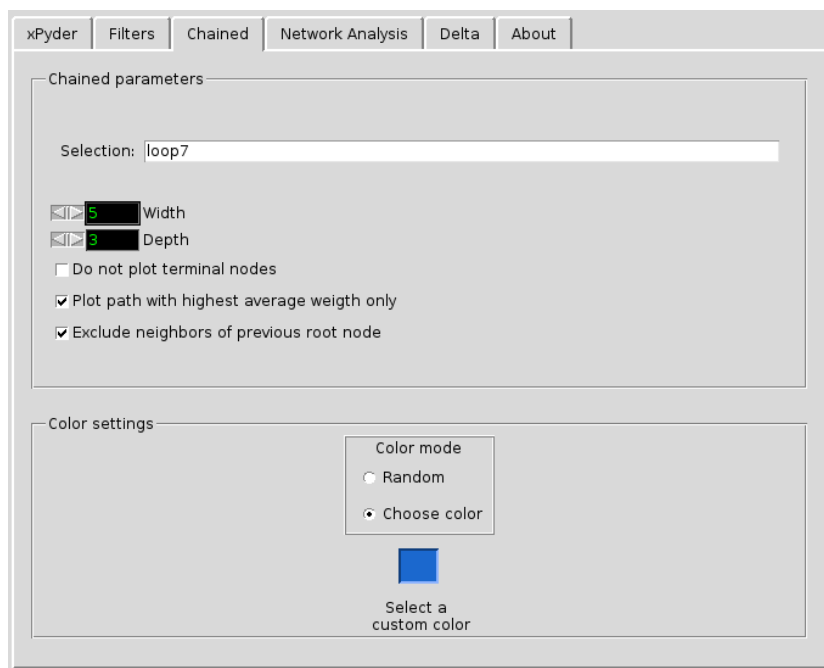 xPyder Filters Chained Network Analysis Delta About
Chained parameters
Selection: loop7
5 Width
3 Depth
Do not plot terminal nodes
Plot path with highest average weigth only
Exclude neighbors of previous root node
Color settings
Color mode
Random
Choose color
Select a
custom color